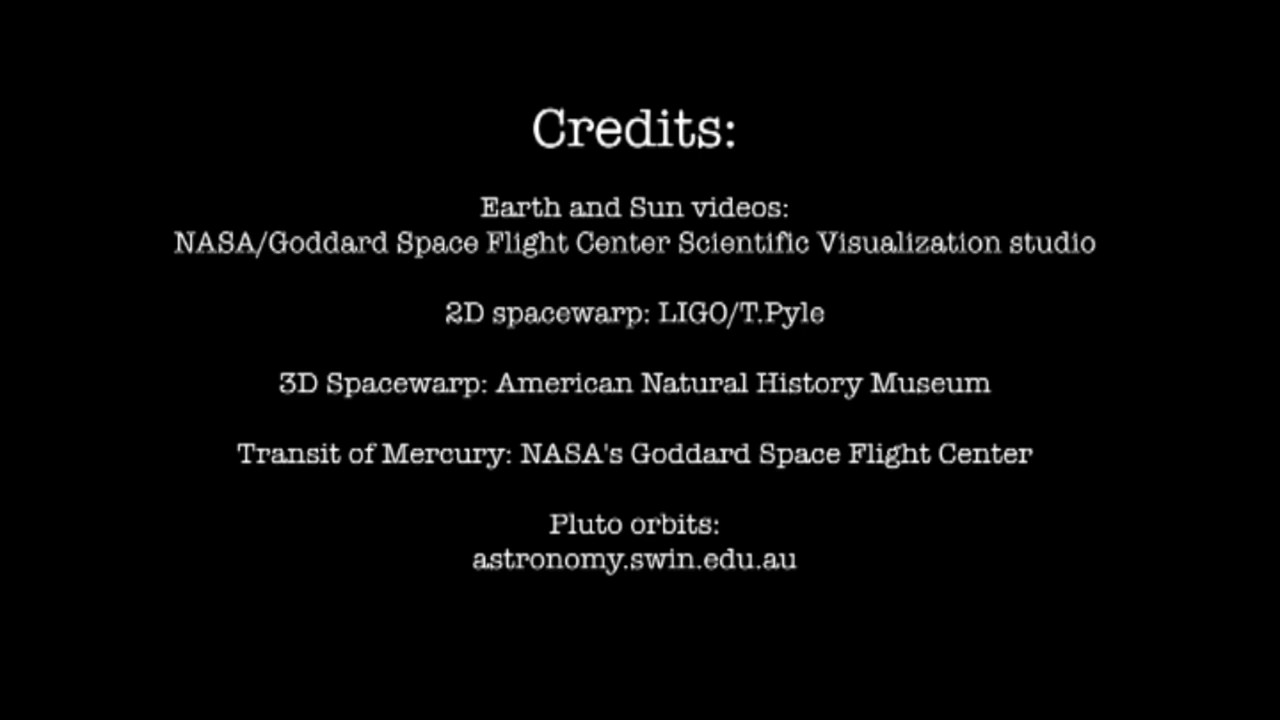 Credits:
Earth and Sun videos:
NASA/Goddard Space Flight Center Scientific Visualization studio
2D spacewarp: LIGO/T.Pyle
3D Spacewarp: American Natural History Museum
Transit of Mercury: NASA's Goddard Space Flight Center
Pluto orbits:
astronomy.swin.edu.au